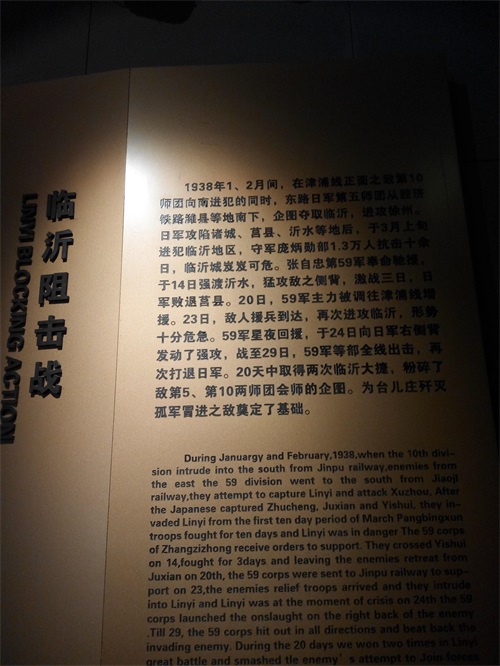 临沂阻击战
LINYI BLOCKING ACTION
1938年1、2月间，在津浦线正面之敌第10
师团向南进犯的同时，东路日军第五师团从胶济
铁路潍县等地南下，企图夺取临沂，进攻徐州。
日军攻陷诸城、莒县、沂水等地后，于3月上旬
进犯临沂地区，守军庞炳勋部1.3万人抗击十余
日，临沂城岌岌可危。张自忠第59军奉命驰援，
于14日强渡沂水，猛攻敌之侧背，激战三日，日
军败退莒县。20日，59军主力被调往津浦线增
援。23日，敌人援兵到达，再次进攻临沂，形势
十分危急。59军星夜回援，于24日向日军右侧背
发动了强攻，战至29日，59军等部全线出击，再
次打退日军。20天中取得两次临沂大捷，粉碎了
敌第5、第10两师团会师的企图。为台儿庄歼灭
孤军冒进之敌奠定了基础。
During Januargy and February,1938,when the 10th divi-
sion intrude into the south from Jinpu railway,enemies from
the east the 59 division went to the south from Jiaoji
railway,they attempt to capture Linyi and attack Xuzhou. After
the Japanese captured Zhucheng, Juxian and Yishui, they in-
vaded Linyi from the first ten day period of March Pangbingxun
troops fought for ten days and Linyi was in danger The 59 corps
of Zhangzizhong receive orders to support. They crossed Yishui
on 14,fought for 3days and leaving the enemies retreat from
Juxian on 20th, the 59 corps were sent to Jinpu railway to sup-
port on 23,the enemies relief troops arrived and they intrude
into Linyi and Linyi was at the moment of crisis on 24th the 59
corps launched the onslaught on the right back of the enemy
.Till 29, the 59 corps hit out in all directions and beat back the
invading enemy. During the 20 days we won two times in Linyi
great battle and smashed tle enemy's attempt to join forces